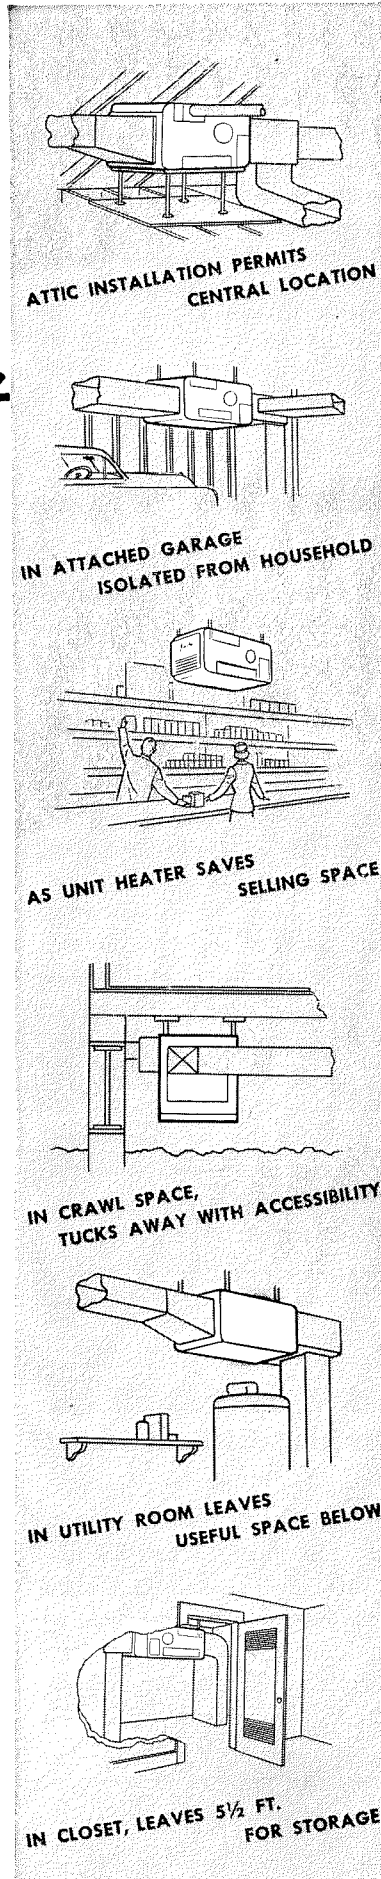 ATTIC INSTALLATION PERMITS
CENTRAL LOCATION
IN ATTACHED GARAGE
ISOLATED FROM HOUSEHOLD
AS UNIT HEATER SAVES
SELLING SPACE
IN CRAWL SPACE,
TUCKS AWAY WITH ACCESSIBILITY
IN UTILITY ROOM LEAVES
USEFUL SPACE BELOW
IN CLOSET, LEAVES 5½ FT.
FOR STORAGE